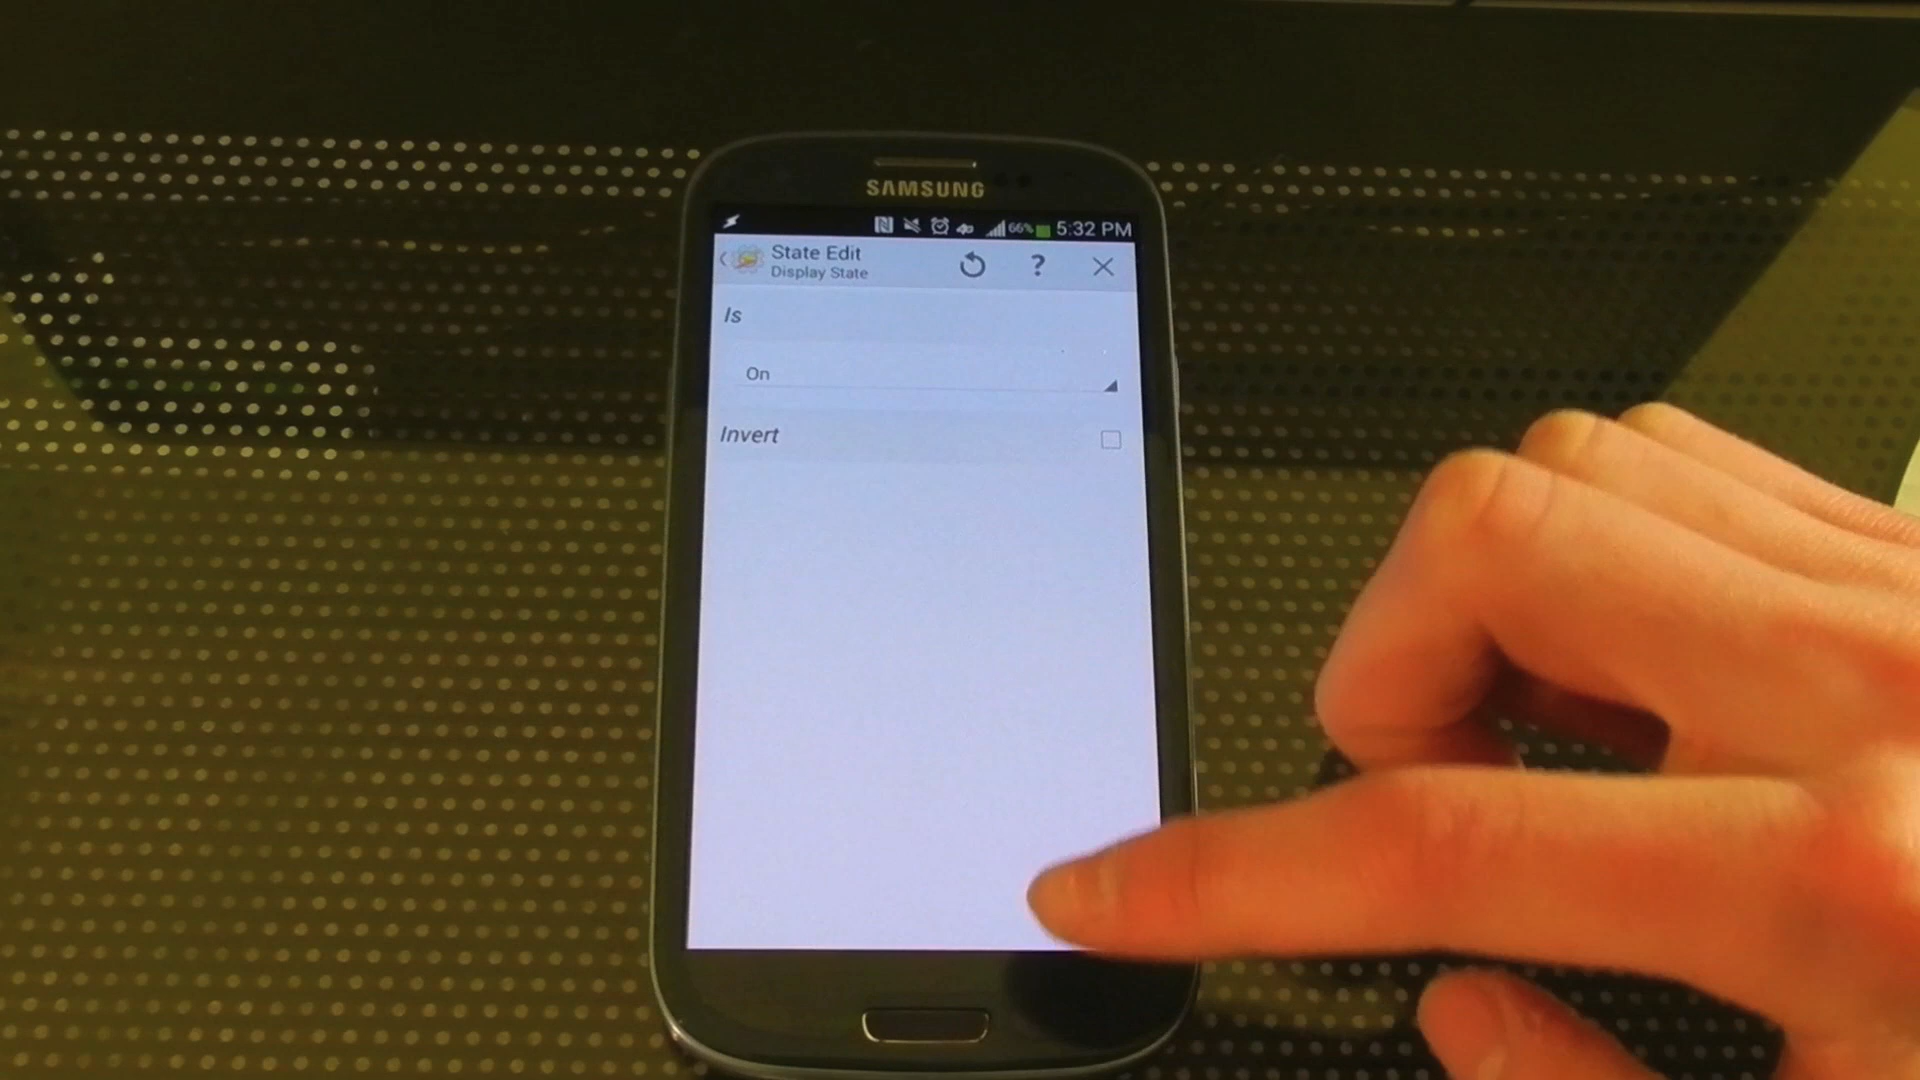 SAMSUNG
66% 5:32 PM
State Edit
Display State
?
Is
On
Invert